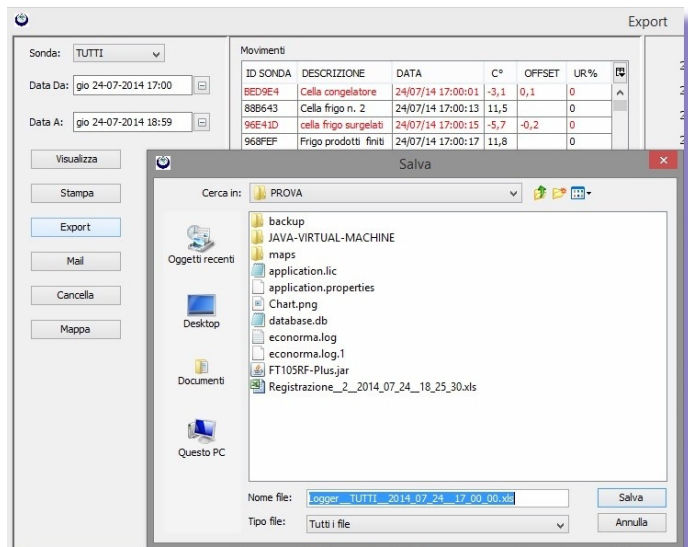 Export
Sonda: TUTTI
Data Da: gio 24-07-2014 17:00
Data A: gio 24-07-2014 18:59
Visualizza
Stampa
Export
Mail
Cancella
Mappa
Movimenti
ID SONDA DESCRIZIONE DATA C° OFFSET UR%
BED9E4 Cella congelatore 24/07/14 17:00:01 -3,1 0,1 0
88B643 Cella frigo n. 2 24/07/14 17:00:13 11,5 0
96E41D cella frigo surgelati 24/07/14 17:00:15 -5,7 -0,2 0
968FEF Frigo prodotti finiti 24/07/14 17:00:17 11,8 0
Salva
Cerca in: PROVA
Oggetti recenti
Desktop
Documenti
Questo PC
backup
JAVA-VIRTUAL-MACHINE
maps
application.lic
application.properties
Chart.png
database.db
econorma.log
econorma.log.1
FT105RF-Plus.jar
Registrazione__2__2014_07_24__18_25_30.xls
Nome file: Logger__TUTTI__2014_07_24__17_00_00.xls
Salva
Tipo file: Tutti i file
Annulla